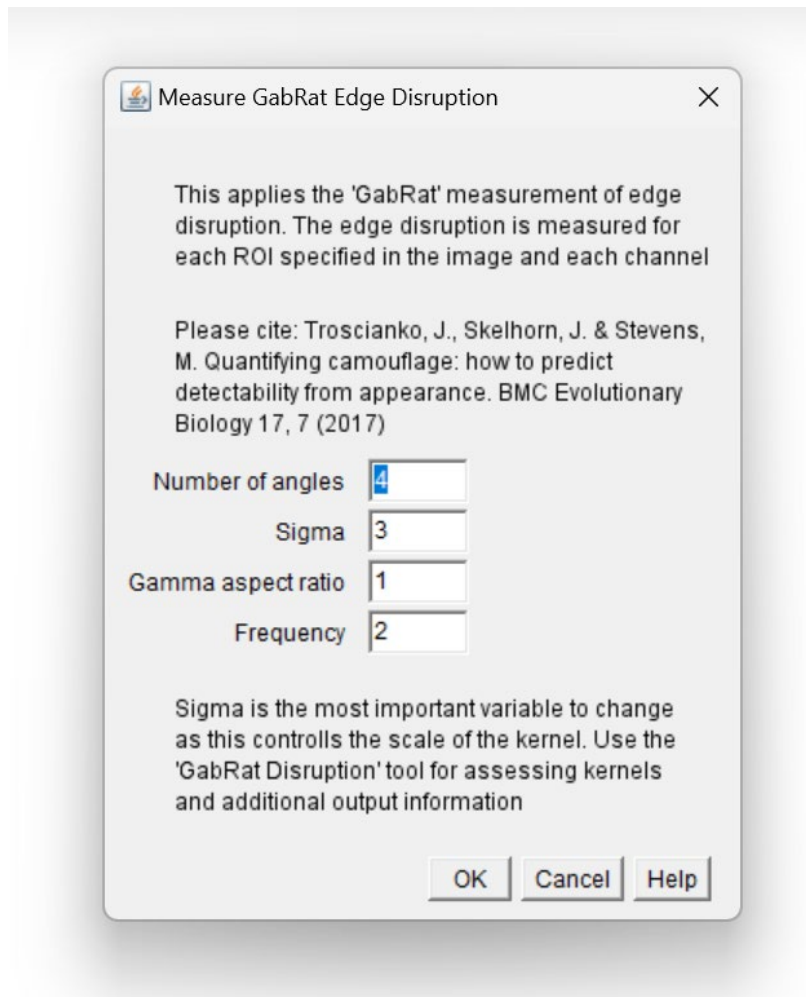 Measure GabRat Edge Disruption
This applies the 'GabRat' measurement of edge
disruption. The edge disruption is measured for
each ROI specified in the image and each channel
Please cite: Troscianko, J., Skelhorn, J. & Stevens,
M. Quantifying camouflage: how to predict
detectability from appearance. BMC Evolutionary
Biology 17, 7 (2017)
Number of angles 4
Sigma 3
Gamma aspect ratio 1
Frequency 2
Sigma is the most important variable to change
as this controlls the scale of the kernel. Use the
'GabRat Disruption' tool for assessing kernels
and additional output information
OK Cancel Help